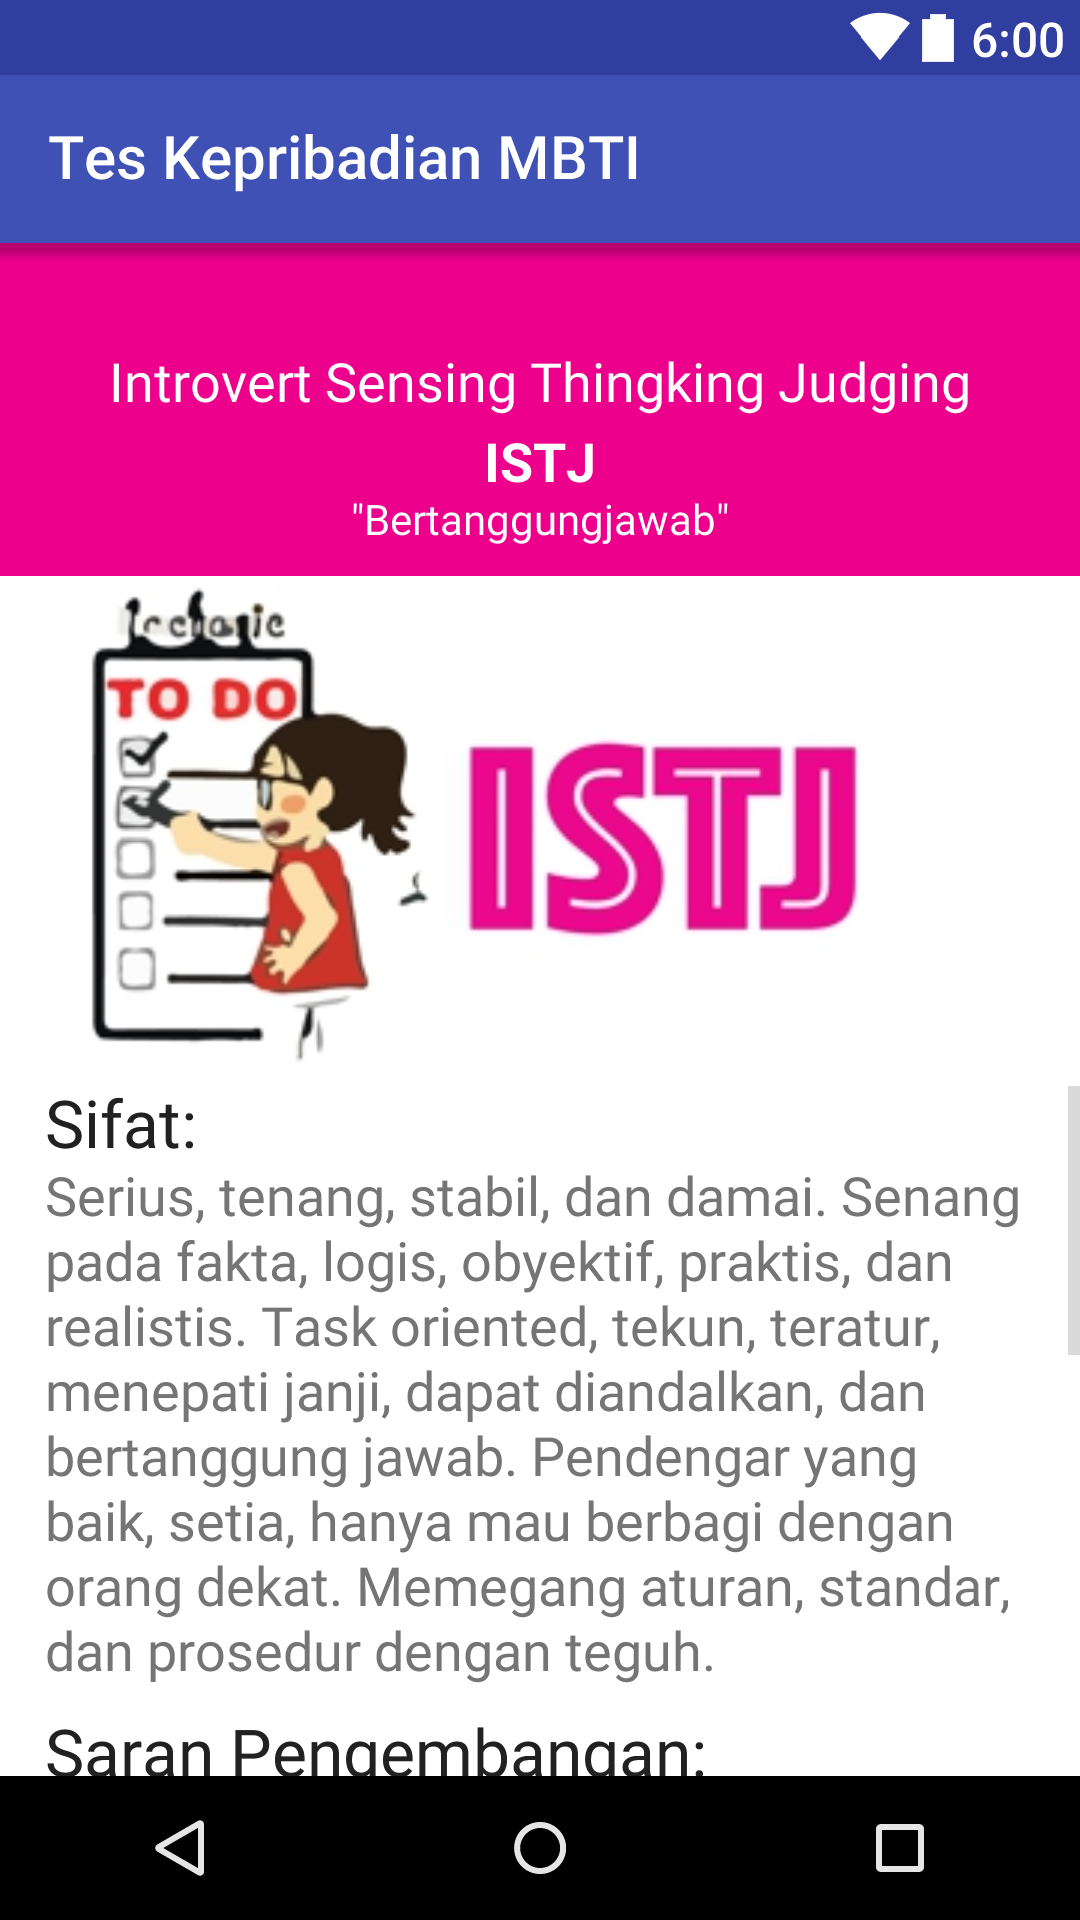 6:00
Tes Kepribadian MBTI
Introvert Sensing Thingking Judging
ISTJ
"Bertanggungjawab"
TO DO
ISTJ
Sifat:
Serius, tenang, stabil, dan damai. Senang
pada fakta, logis, obyektif, praktis, dan
realistis. Task oriented, tekun, teratur,
menepati janji, dapat diandalkan, dan
bertanggung jawab. Pendengar yang
baik, setia, hanya mau berbagi dengan
orang dekat. Memegang aturan, standar,
dan prosedur dengan teguh.
Saran Pengembangan: